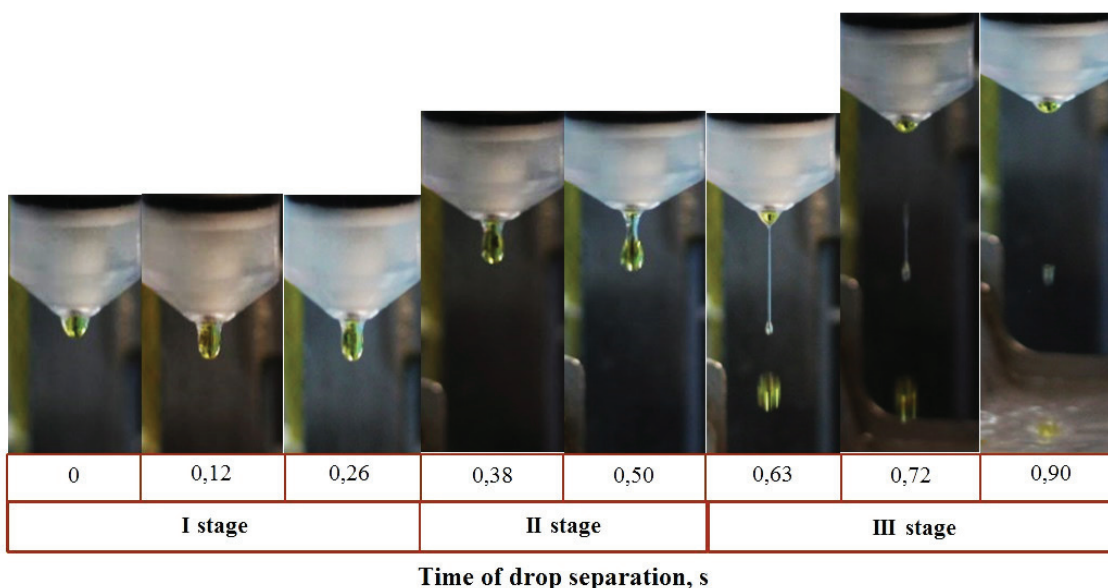 0 0,12 0,26 0,38 0,50 0,63 0,72 0,90
I stage II stage III stage
Time of drop separation, s